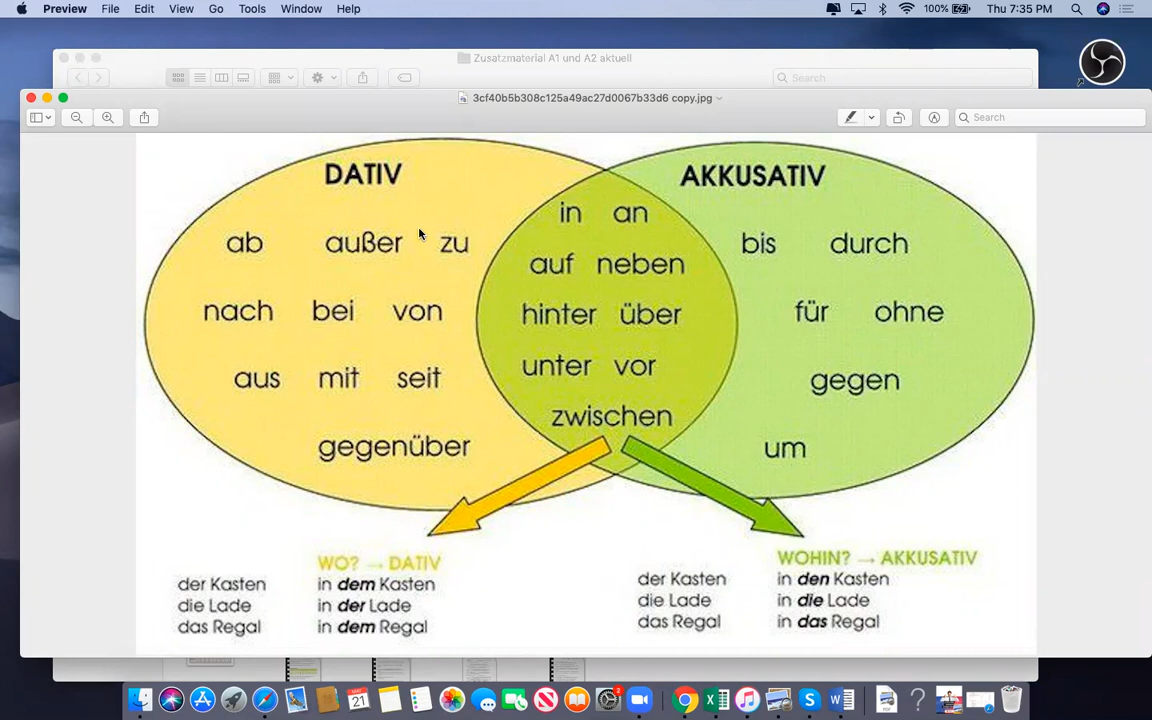 Preview File Edit View Go Tools Window Help 100% Thu 7:35 PM
Zusatzmaterial A1 und A2 aktuell
Search
3cf40b5b308c125a49ac27d0067b33d6 copy.jpg
Search
DATIV AKKUSATIV
in an
ab außer zu bis durch
auf neben
nach bei von hinter über für ohne
unter vor
aus mit seit gegen
zwischen
gegenüber um
WO? → DATIV
der Kasten in dem Kasten
die Lade in der Lade
das Regal in dem Regal
WOHIN? → AKKUSATIV
der Kasten in den Kasten
die Lade in die Lade
das Regal in das Regal
MAY
21
2
PDF